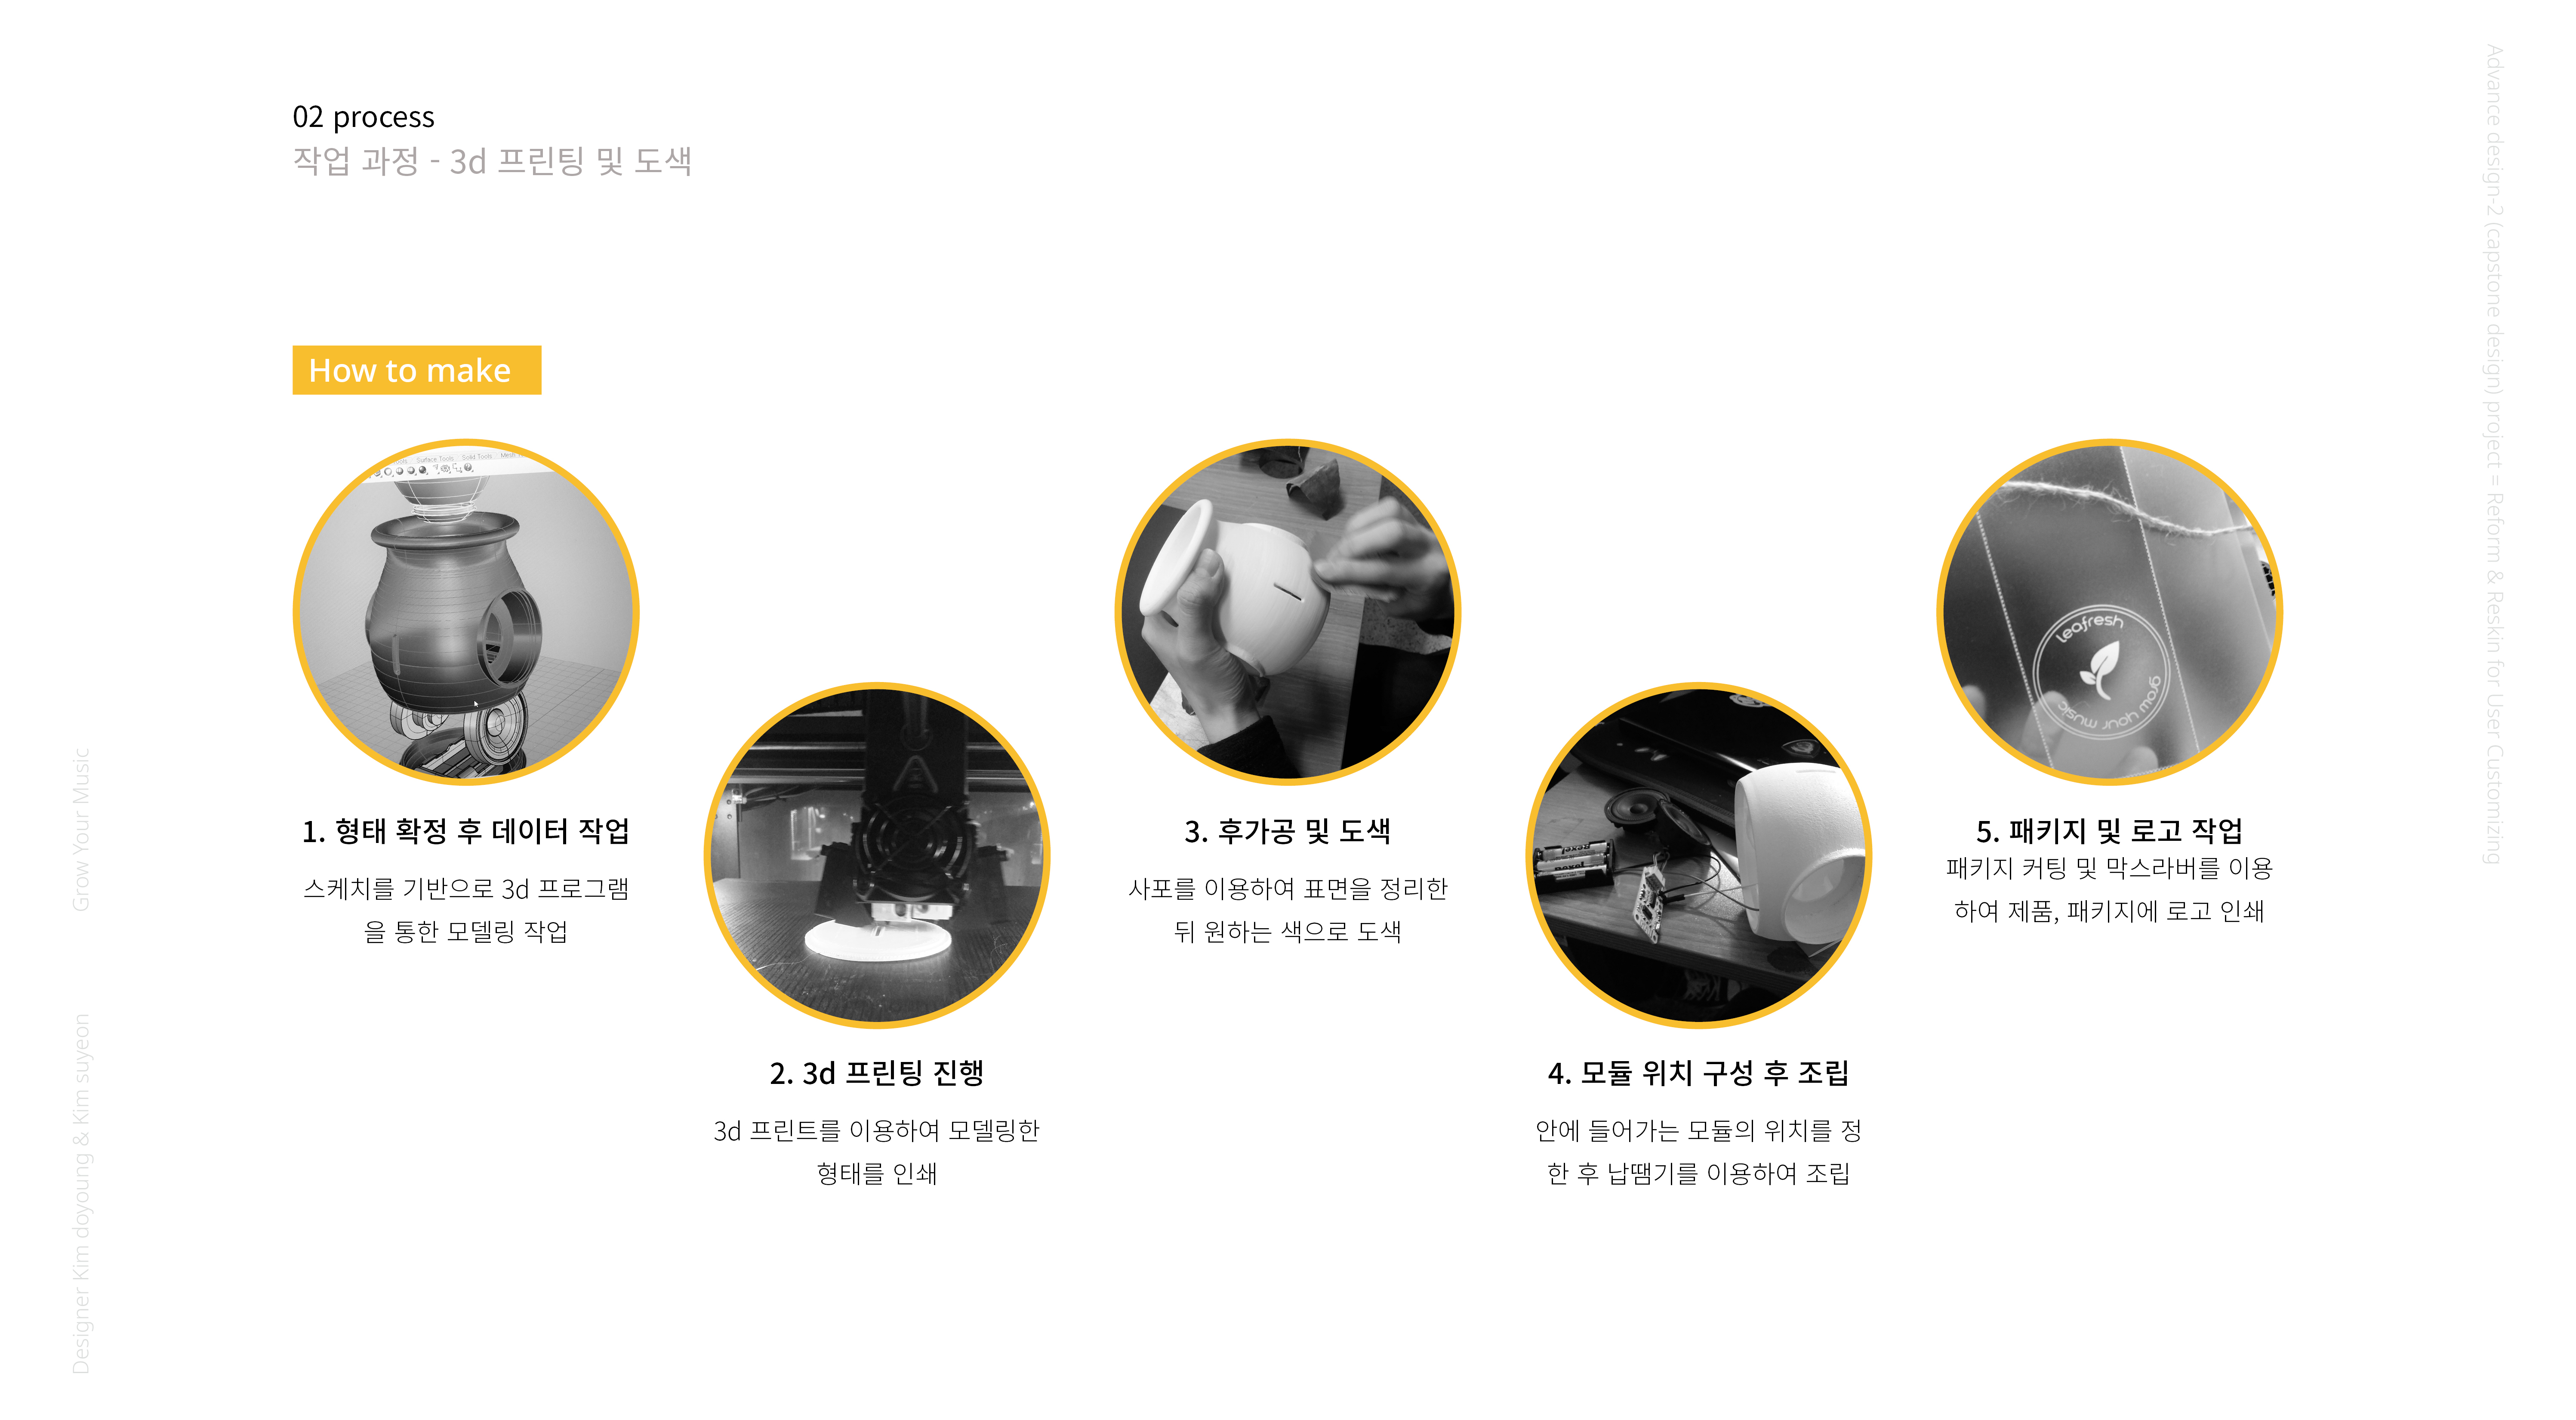 02 process
작업 과정 - 3d 프린팅 및 도색
How to make
Surface Tools
Solid Tools
1. 형태 확정 후 데이터 작업
스케치를 기반으로 3d 프로그램
을 통한 모델링 작업
2. 3d 프린팅 진행
3d 프린트를 이용하여 모델링한
형태를 인쇄
3. 후가공 및 도색
사포를 이용하여 표면을 정리한
뒤 원하는 색으로 도색
4. 모듈 위치 구성 후 조립
안에 들어가는 모듈의 위치를 정
한 후 납땜기를 이용하여 조립
leafresh
grow your music
5. 패키지 및 로고 작업
패키지 커팅 및 막스라버를 이용
하여 제품, 패키지에 로고 인쇄
Grow Your Music
Designer Kim doyoung & Kim suyeon
Advance design-2 (capstone design) project = Reform & Reskin for User Customizing